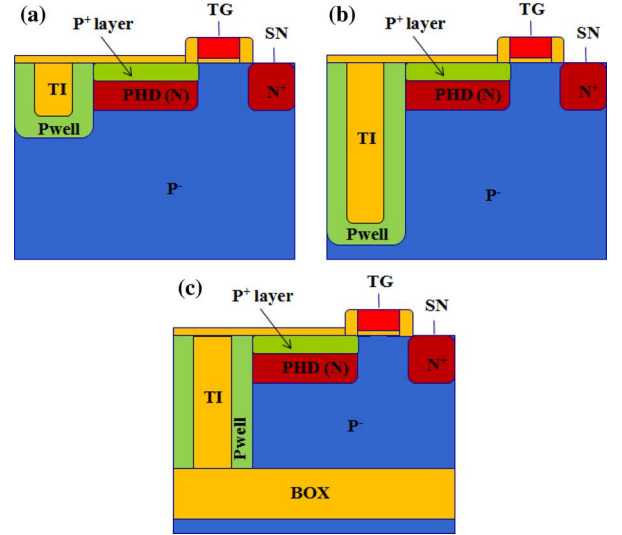 (a)
TG
P+ layer
SN
TI
PHD (N)
N+
Pwell
P-
(b)
TG
P+ layer
SN
TI
PHD (N)
N+
Pwell
P-
(c)
TG
P+ layer
SN
TI
Pwell
PHD (N)
N+
P-
BOX